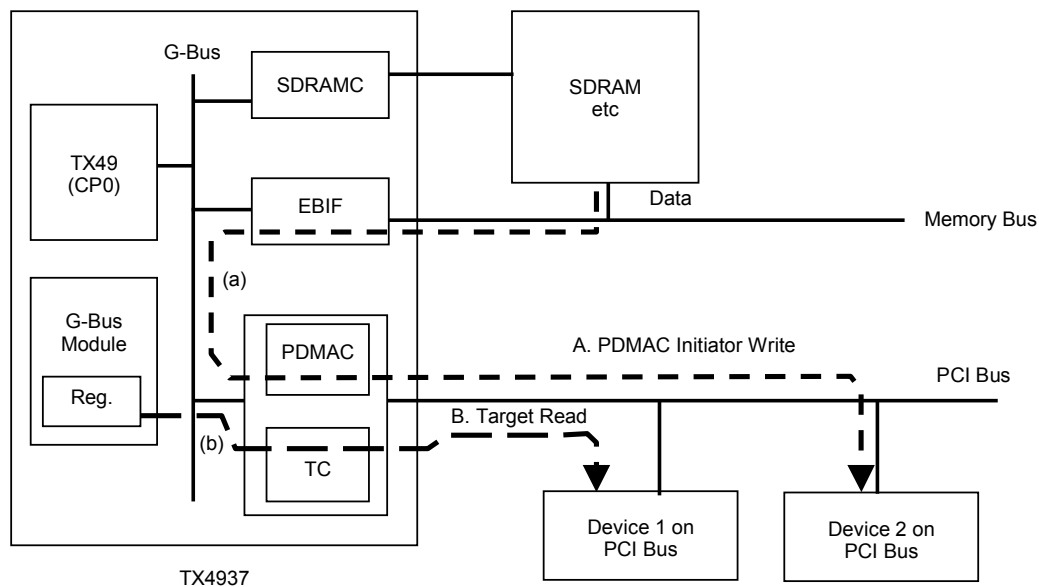 G-Bus
SDRAMC
SDRAM
etc
TX49
(CP0)
EBIF
Data
Memory Bus
(a)
G-Bus
Module
Reg.
PDMAC
A. PDMAC Initiator Write
PCI Bus
B. Target Read
(b)
TC
Device 1 on
PCI Bus
Device 2 on
PCI Bus
TX4937